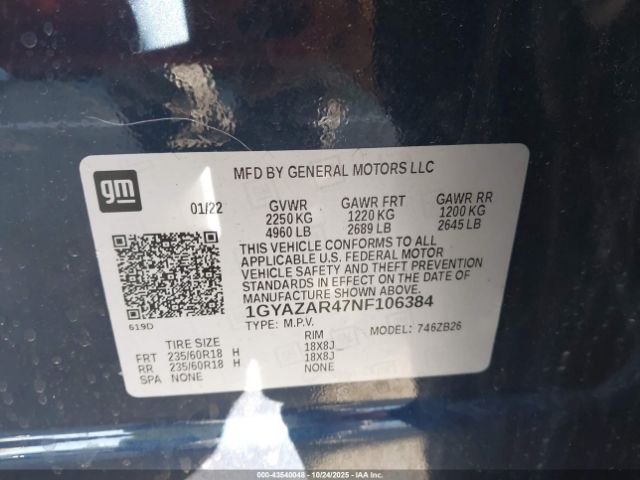 gm
MFD BY GENERAL MOTORS LLC
01/22 GVWR GAWR FRT GAWR RR
2250 KG 1220 KG 1200 KG
4960 LB 2689 LB 2645 LB
THIS VEHICLE CONFORMS TO ALL
APPLICABLE U.S. FEDERAL MOTOR
VEHICLE SAFETY AND THEFT PREVENTION
STANDARDS IN EFFECT ON THE DATE OF
MANUFACTURE SHOWN ABOVE.
1GYAZAR47NF106384
619D
TYPE: M.P.V. MODEL: 746ZB26
TIRE SIZE RIM
FRT 235/60R18 H 18X8J
RR 235/60R18 H 18X8J
SPA NONE NONE
000-43540048 - 10/24/2025 - IAAI.COM